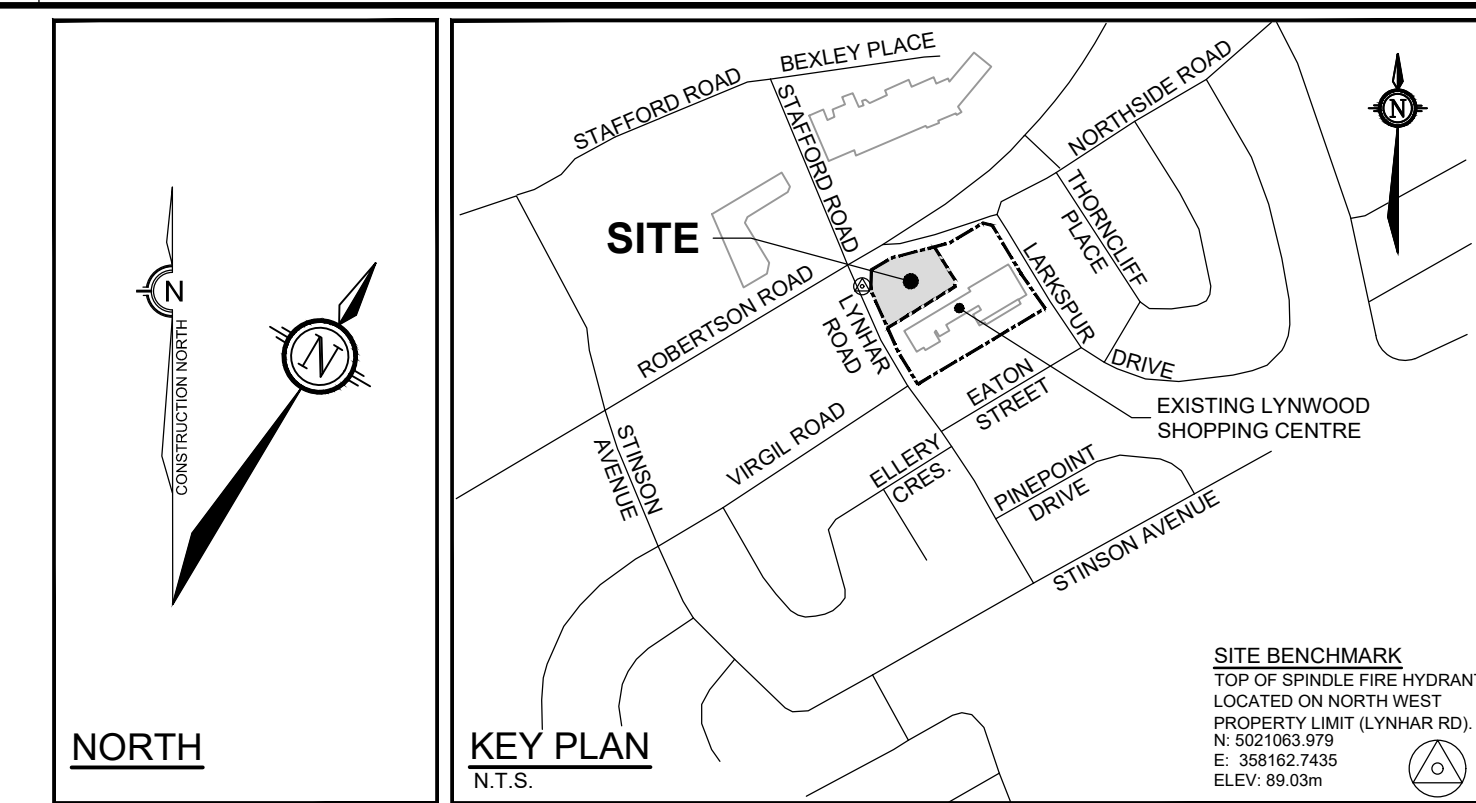 N
CONSTRUCTION NORTH
N
NORTH
BEXLEY PLACE
STAFFORD ROAD
STAFFORD ROAD
NORTHSIDE ROAD
N
THORNCLIFF
PLACE
SITE
LARKSPUR
DRIVE
ROBERTSON ROAD
LYNHAR
ROAD
EATON
STREET
EXISTING LYNWOOD
SHOPPING CENTRE
STINSON
AVENUE
VIRGIL ROAD
ELLERY
CRES.
PINEPOINT
DRIVE
STINSON AVENUE
KEY PLAN
N.T.S.
SITE BENCHMARK
TOP OF SPINDLE FIRE HYDRANT
LOCATED ON NORTH WEST
PROPERTY LIMIT (LYNHAR RD).
N: 5021063.979
E: 358162.7435
ELEV: 89.03m